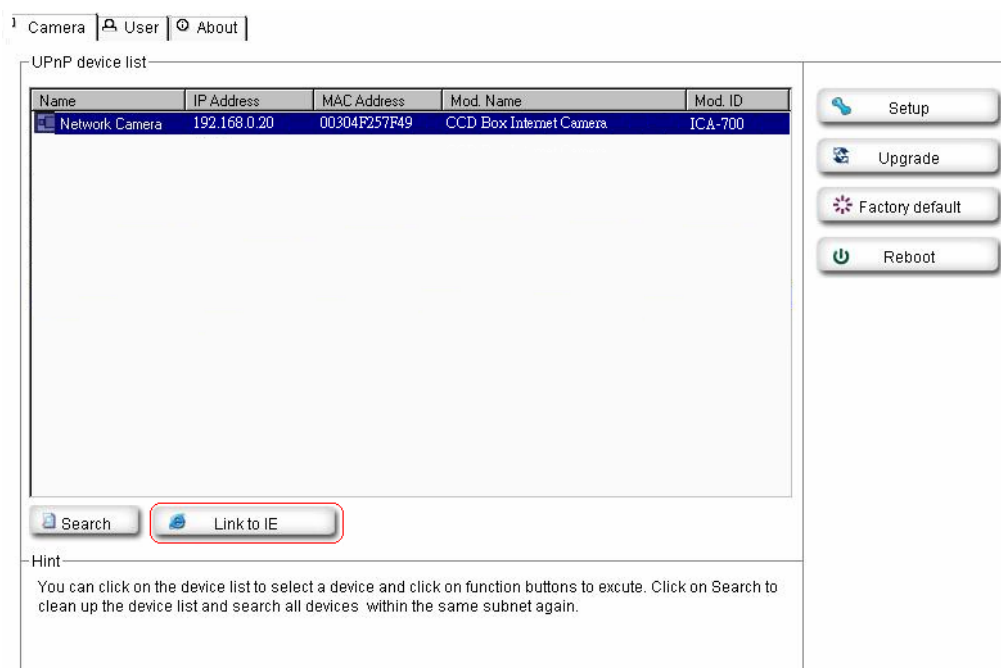 Camera User About
UPnP device list
Name IP Address MAC Address Mod. Name Mod. ID
Network Camera 192.168.0.20 00304F257F49 CCD Box Internet Camera ICA-700
Setup
Upgrade
Factory default
Reboot
Search Link to IE
Hint
You can click on the device list to select a device and click on function buttons to excute. Click on Search to
clean up the device list and search all devices within the same subnet again.